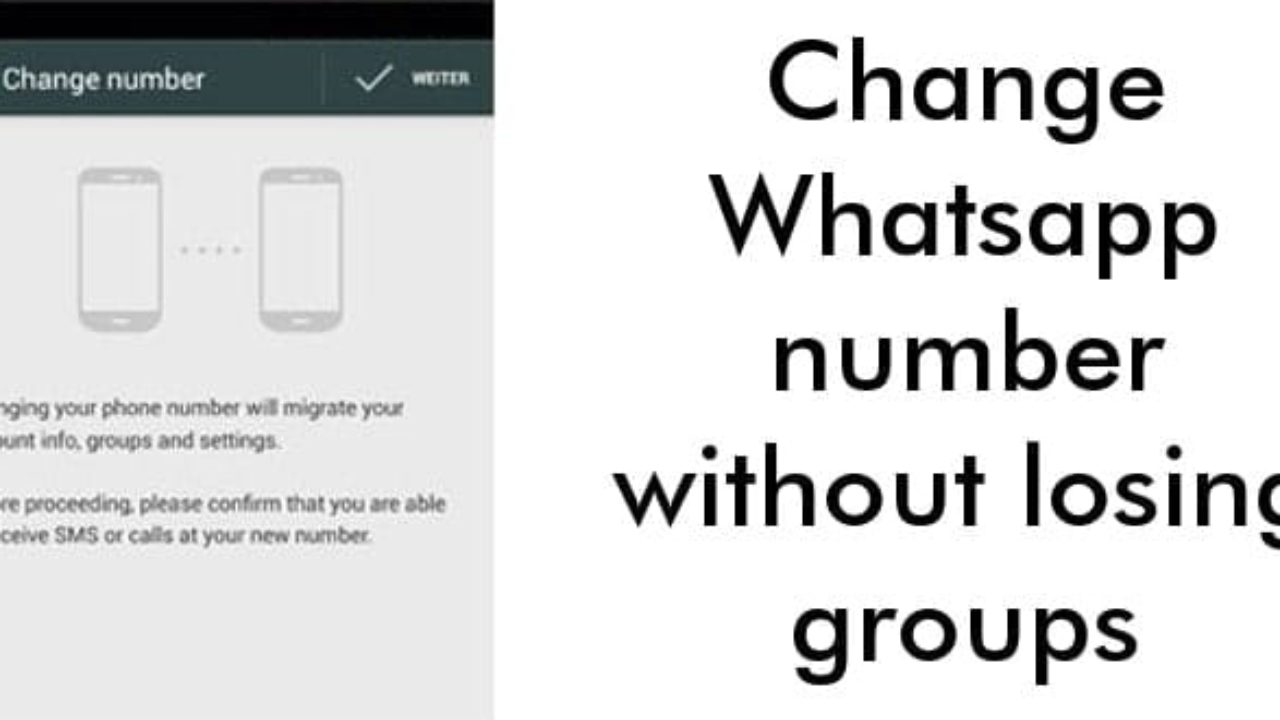 Change number
WEITER
nging your phone number will migrate your
ount info, groups and settings.
re proceeding, please confirm that you are able
ceive SMS or calls at your new number.
Change
Whatsapp
number
without losing
groups